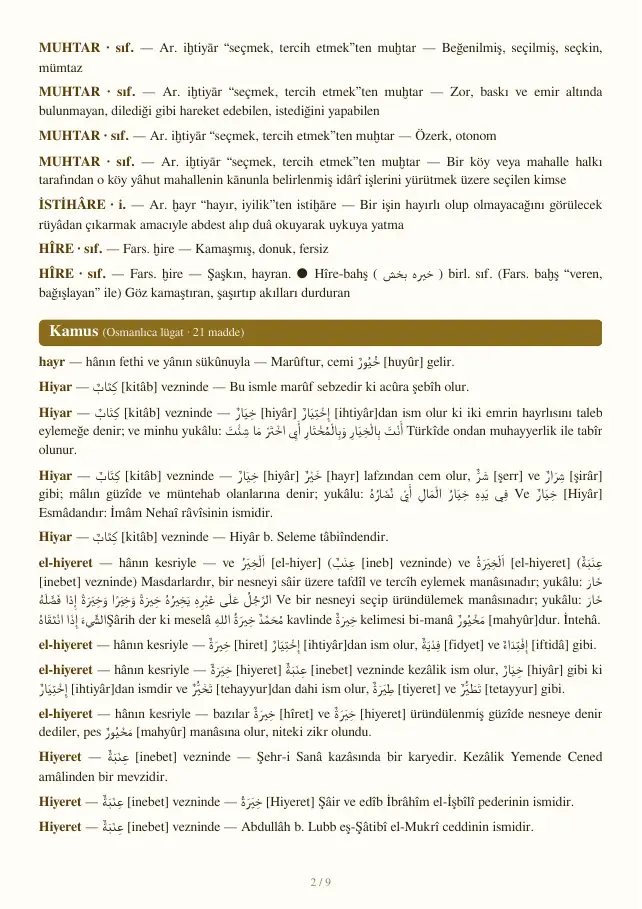 MUHTAR · sıf. — Ar. iḫtiyār “seçmek, tercih etmek”ten muḫtar — Beğenilmiş, seçilmiş, seçkin,
mümtaz
MUHTAR · sıf. — Ar. iḫtiyār “seçmek, tercih etmek”ten muḫtar — Zor, baskı ve emir altında
bulunmayan, dilediği gibi hareket edebilen, istediğini yapabilen
MUHTAR · sıf. — Ar. iḫtiyār “seçmek, tercih etmek”ten muḫtar — Özerk, otonom
MUHTAR · sıf. — Ar. iḫtiyār “seçmek, tercih etmek”ten muḫtar — Bir köy veya mahalle halkı
tarafından o köy yâhut mahallenin kānunla belirlenmiş idârî işlerini yürütmek üzere seçilen kimse
İSTİHÂRE · i. — Ar. ḫayr “hayır, iyilik”ten istiḫāre — Bir işin hayırlı olup olmayacağını görülecek
rüyâdan çıkarmak amacıyle abdest alıp duâ okuyarak uykuya yatma
HÎRE · sıf. — Fars. ḫіre — Kamaşmış, donuk, fersiz
HÎRE · sıf. — Fars. ḫіre — Şaşkın, hayran. ● Hîre-bahş ( خيره بخش ) birl. sıf. (Fars. baḫş “veren,
bağışlayan” ile) Göz kamaştıran, şaşırtıp akılları durduran
Kamus (Osmanlıca lügat · 21 madde)
hayr — hânın fethi ve yânın sükûnuyla — Marûftur, cemi خُيُورٌ [huyûr] gelir.
Hiyar — كِتَابٌ [kitâb] vezninde — Bu ismle marûf sebzedir ki acûra şebîh olur.
Hiyar — كِتَابٌ [kitâb] vezninde — خِيَارٌ [hiyâr] إِخْتِيَارٌ [ihtiyâr]dan ism olur ki iki emrin hayrlısını taleb
eylemeğe denir; ve minhu yukâlu: أَنْتَ بِالْخِيَارِ وَبِالْمُخْتَارِ أَيِ اخْتَرْ مَا شِئْتَ Türkîde ondan muhayyerlik ile tabîr
olunur.
Hiyar — كِتَابٌ [kitâb] vezninde — خِيَارٌ [hiyâr] خَيْرٌ [hayr] lafzından cem olur, شَرٌّ [şerr] ve شِرَارٌ [şirâr]
gibi; mâlın güzîde ve müntehab olanlarına denir; yukâlu: فِي يَدِهِ خِيَارُ الْمَالِ أَيْ نُضَارُهُ Ve خِيَارٌ [Hiyâr]
Esmâdandır: İmâm Nehaî râvîsinin ismidir.
Hiyar — كِتَابٌ [kitâb] vezninde — Hiyâr b. Seleme tâbiîndendir.
el-hiyeret — hânın kesriyle — ve اَلْخِيَرُ [el-hiyer] (عِنَبٌ [ineb] vezninde) ve اَلْخِيَرَةُ [el-hiyeret] (عِنَبَةٌ
[inebet] vezninde) Masdarlardır, bir nesneyi sâir üzere tafdîl ve tercîh eylemek manâsınadır; yukâlu: خَارَ
الرَّجُلُ عَلَى غَيْرِهِ يَخِيرُهُ خِيرَةً وَخِيَرًا وَخِيَرَةً إِذَا فَضَّلَهُ Ve bir nesneyi seçip üründülemek manâsınadır; yukâlu: خَارَ
الشَّيْءَ إِذَا انْتَقَاهُŞârih der ki meselâ مُحَمَّدٌ خِيَرَةُ اللهِ kavlinde خِيَرَةٌ kelimesi bi-manâ مَخْيُورٌ [mahyûr]dur. İntehâ.
el-hiyeret — hânın kesriyle — خِيرَةٌ [hiret] إِخْتِيَارٌ [ihtiyâr]dan ism olur, فِدْيَةٌ [fidyet] ve إِفْتِدَاءٌ [iftidâ] gibi.
el-hiyeret — hânın kesriyle — خِيَرَةٌ [hiyeret] عِنَبَةٌ [inebet] vezninde kezâlik ism olur, خِيَارٌ [hiyâr] gibi ki
إِخْتِيَارٌ [ihtiyâr]dan ismdir ve تَخَيُّرٌ [tehayyur]dan dahi ism olur, طِيَرَةٌ [tiyeret] ve تَطَيُّرٌ [tetayyur] gibi.
el-hiyeret — hânın kesriyle — bazılar خِيرَةٌ [hîret] ve خِيَرَةٌ [hiyeret] üründülenmiş güzîde nesneye denir
dediler, pes مَخْيُورٌ [mahyûr] manâsına olur, niteki zikr olundu.
Hiyeret — عِنَبَةٌ [inebet] vezninde — Şehr-i Sanâ kazâsında bir karyedir. Kezâlik Yemende Cened
amâlinden bir mevzidir.
Hiyeret — عِنَبَةٌ [inebet] vezninde — خِيَرَةُ [Hiyeret] Şâir ve edîb İbrâhîm el-İşbîlî pederinin ismidir.
Hiyeret — عِنَبَةٌ [inebet] vezninde — Abdullâh b. Lubb eş-Şâtibî el-Mukrî ceddinin ismidir.
2 / 9